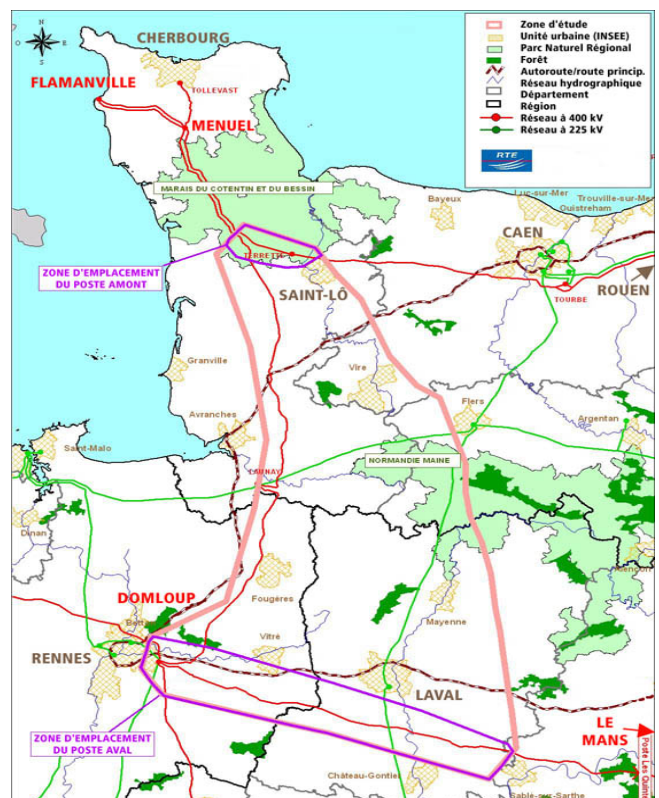 N
CHERBOURG
FLAMANVILLE
TOLLEVAST
MENUEL
Zone d'étude
Unité urbaine (INSEE)
Parc Naturel Régional
Forêt
Autoroute/route princip.
Réseau hydrographique
Département
Région
Réseau à 400 kV
Réseau à 225 kV
RTE
MARAIS DU COTENTIN ET DU BESSIN
Bayeux
Luc-sur-Mer
Trouville-sur-Mer
Ouistreham
CAEN
ZONE D'EMPLACEMENT
DU POSTE AMONT
SAINT-LÔ
ROUEN
TOURBE
Granville
Vire
Avranches
Flers
Argentan
Saint-Malo
LAUNAY
NORMANDIE MAINE
Dinan
DOMLOUP
Fougères
Mayenne
RENNES
Vitré
LAVAL
ZONE D'EMPLACEMENT
DU POSTE AVAL
LE
MANS
Château-Gontier
Sablé-sur-Sarthe